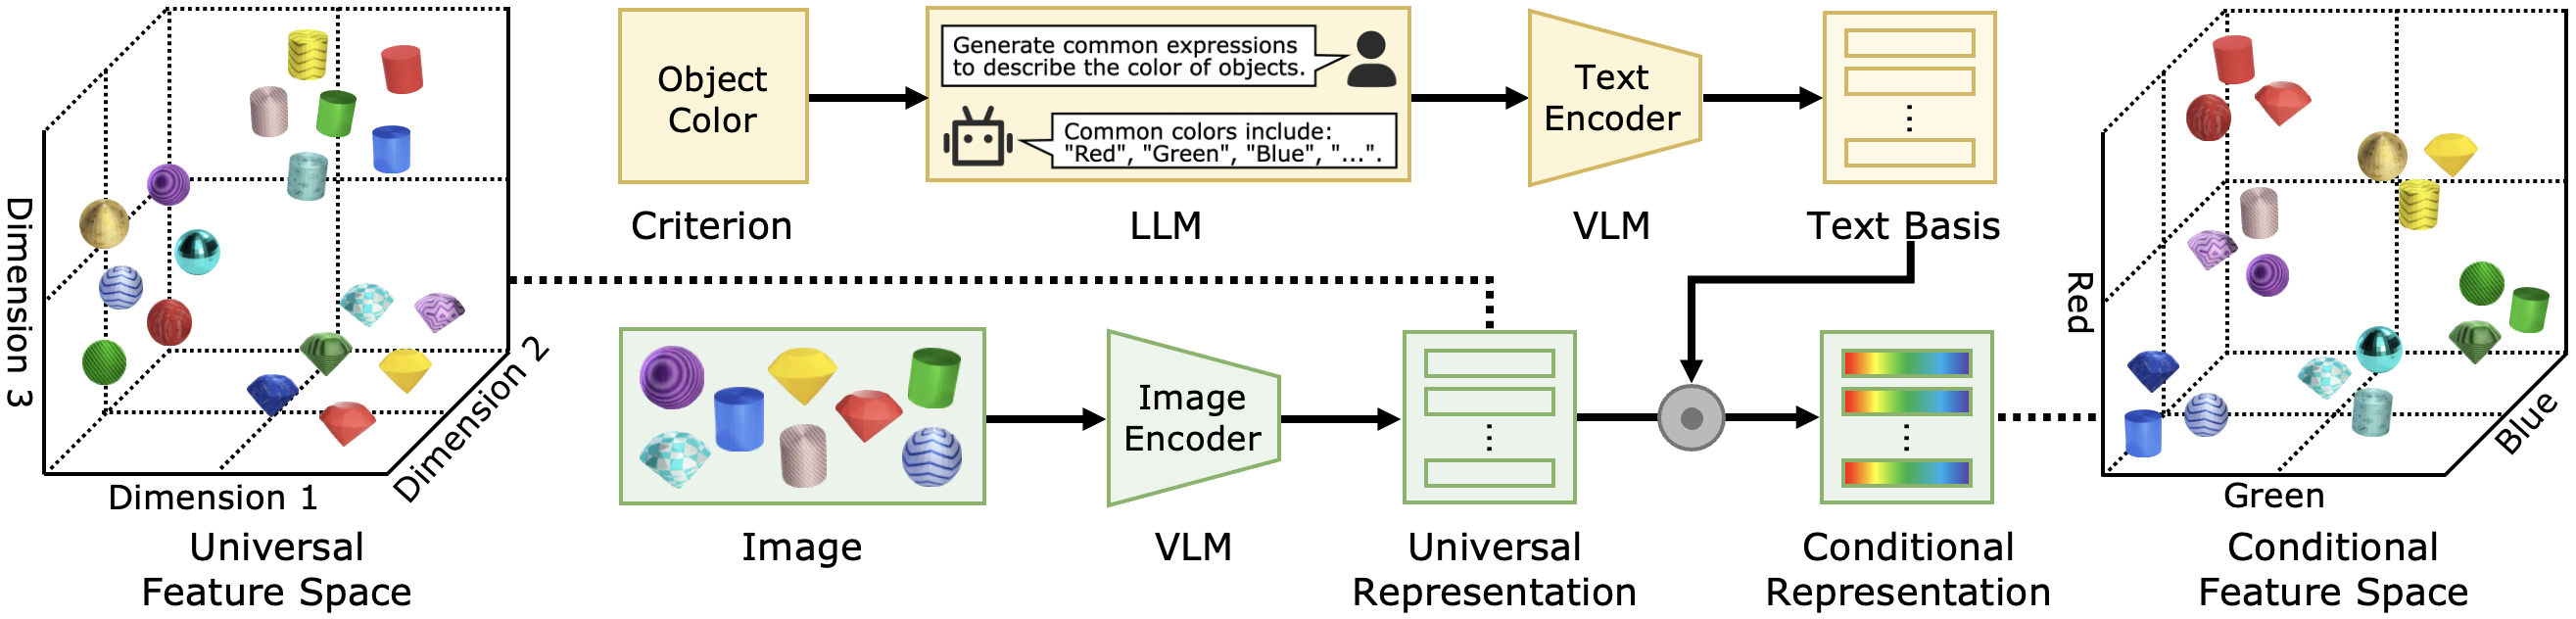 Dimension 3
Dimension 1
Dimension 2
Universal
Feature Space
Object
Color
Criterion
Generate common expressions
to describe the color of objects.
Common colors include:
"Red", "Green", "Blue", "...".
LLM
Text
Encoder
VLM
Text Basis
Image
Image
Encoder
VLM
Universal
Representation
Conditional
Representation
Red
Green
Blue
Conditional
Feature Space